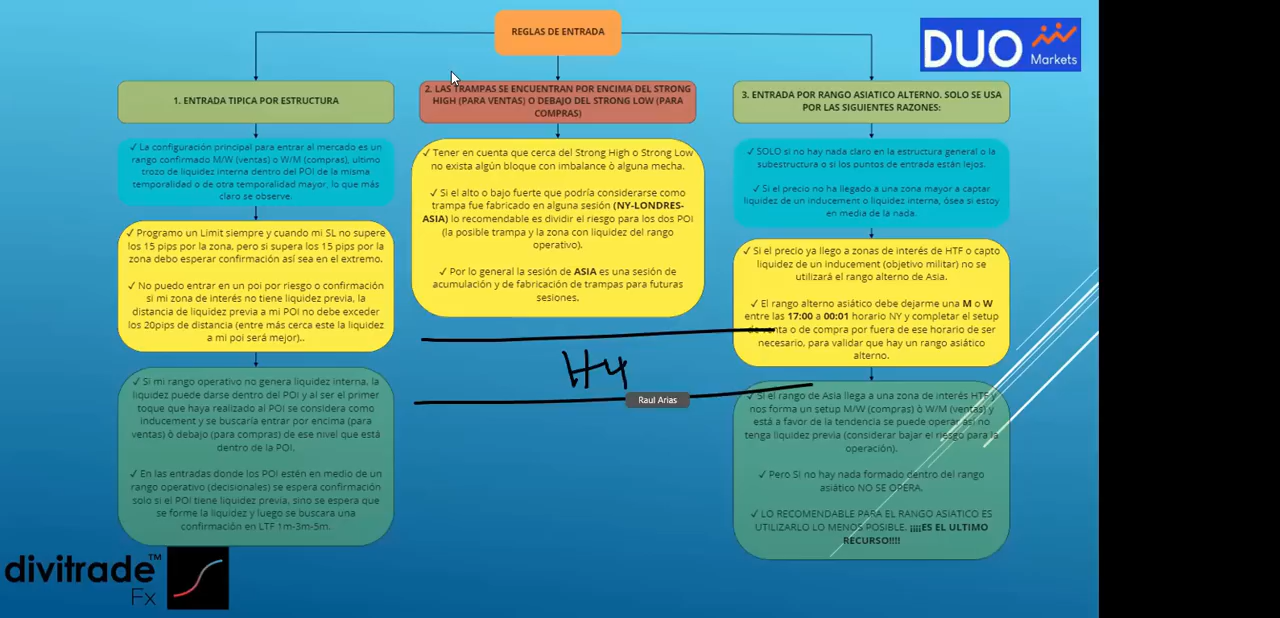 REGLAS DE ENTRADA
DUO
Markets
1. ENTRADA TIPICA POR ESTRUCTURA
✓ La configuración principal para entrar al mercado es un
rango confirmado M/W (ventas) o W/M (compras), ultimo
trozo de liquidez interna dentro del POI de la misma
temporalidad o de otra temporalidad mayor, lo que más
claro se observe.
✓ Programo un Limit siempre y cuando mi SL no supere
los 15 pips por la zona, pero si supera los 15 pips por la
zona debo esperar confirmación así sea en el extremo.
✓ No puedo entrar en un poi por riesgo o confirmación
si mi zona de interés no tiene liquidez previa, la
distancia de liquidez previa a mi POI no debe exceder
los 20pips de distancia (entre más cerca este la liquidez
a mi poi será mejor)..
✓ Si mi rango operativo no genera liquidez interna, la
liquidez puede darse dentro del POI y al ser el primer
toque que haya realizado al POI se considera como
inducement y se buscaría entrar por encima (para
ventas) ò debajo (para compras) de ese nivel que está
dentro de la POI.
✓ En las entradas donde los POI estén en medio de un
rango operativo (decisionales) se espera confirmación
solo si el POI tiene liquidez previa, sino se espera que
se forme la liquidez y luego se buscara una
confirmación en LTF 1m-3m-5m.
2. LAS TRAMPAS SE ENCUENTRAN POR ENCIMA DEL STRONG
HIGH (PARA VENTAS) O DEBAJO DEL STRONG LOW (PARA
COMPRAS)
✓ Tener en cuenta que cerca del Strong High o Strong Low
no exista algún bloque con imbalance ò alguna mecha.
✓ Si el alto o bajo fuerte que podría considerarse como
trampa fue fabricado en alguna sesión (NY-LONDRES-
ASIA) lo recomendable es dividir el riesgo para los dos POI
(la posible trampa y la zona con liquidez del rango
operativo).
✓ Por lo general la sesión de ASIA es una sesión de
acumulación y de fabricación de trampas para futuras
sesiones.
H4
Raul Arias
3. ENTRADA POR RANGO ASIATICO ALTERNO. SOLO SE USA
POR LAS SIGUIENTES RAZONES:
✓ SOLO si no hay nada claro en la estructura general o la
subestructura o si los puntos de entrada están lejos.
✓ Si el precio no ha llegado a una zona mayor a captar
liquidez de un inducement o liquidez interna, ósea si estoy
en media de la nada.
✓ Si el precio ya llego a zonas de interés de HTF o capto
liquidez de un inducement (objetivo militar) no se
utilizará el rango alterno de Asia.
✓ El rango alterno asiático debe dejarme una M o W
entre las 17:00 a 00:01 horario NY y completar el setup
de venta o de compra por fuera de ese horario de ser
necesario, para validar que hay un rango asiático
alterno.
✓ Si el rango de Asia llega a una zona de interés HTF y
nos forma un setup M/W (compras) ò W/M (ventas) y
está a favor de la tendencia se puede operar así no
tenga liquidez previa (considerar bajar el riesgo para la
operación).
✓ Pero SI no hay nada formado dentro del rango
asiático NO SE OPERA.
✓ LO RECOMENDABLE PARA EL RANGO ASIATICO ES
UTILIZARLO LO MENOS POSIBLE. ¡¡¡¡ES EL ULTIMO
RECURSO!!!!
divitrade™
Fx